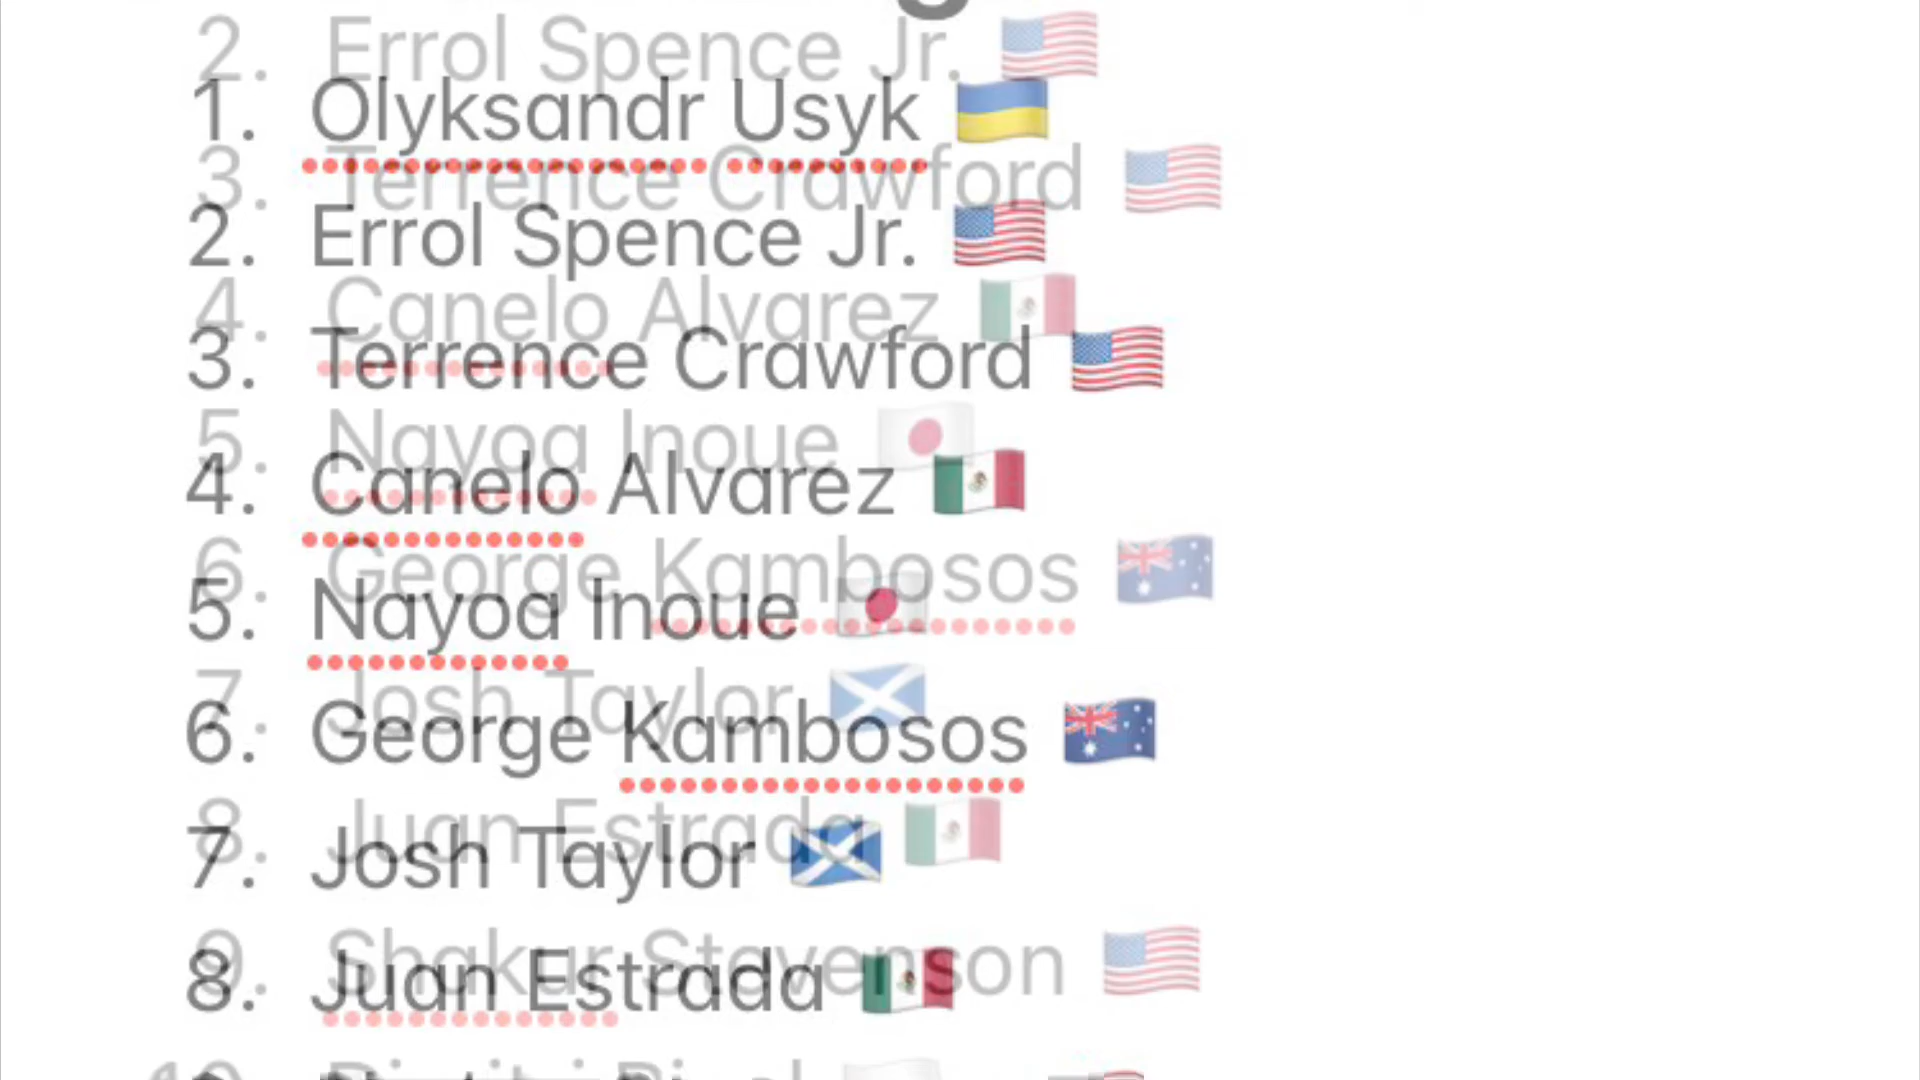 2. Errol Spence Jr. 🇺🇸
1. Olyksandr Usyk 🇺🇦
3. Terrence Crawford 🇺🇸
2. Errol Spence Jr. 🇺🇸
4. Canelo Alvarez 🇲🇽
3. Terrence Crawford 🇺🇸
5. Nayoa Inoue 🇯🇵
4. Canelo Alvarez 🇲🇽
6. George Kambosos 🇦🇺
5. Nayoa Inoue 🇯🇵
7. Josh Taylor 🏴󠁧󠁢󠁳󠁣󠁴󠁿
6. George Kambosos 🇦🇺
8. Juan Estrada 🇲🇽
7. Josh Taylor 🏴󠁧󠁢󠁳󠁣󠁴󠁿
9. Shakur Stevenson 🇺🇸
8. Juan Estrada 🇲🇽